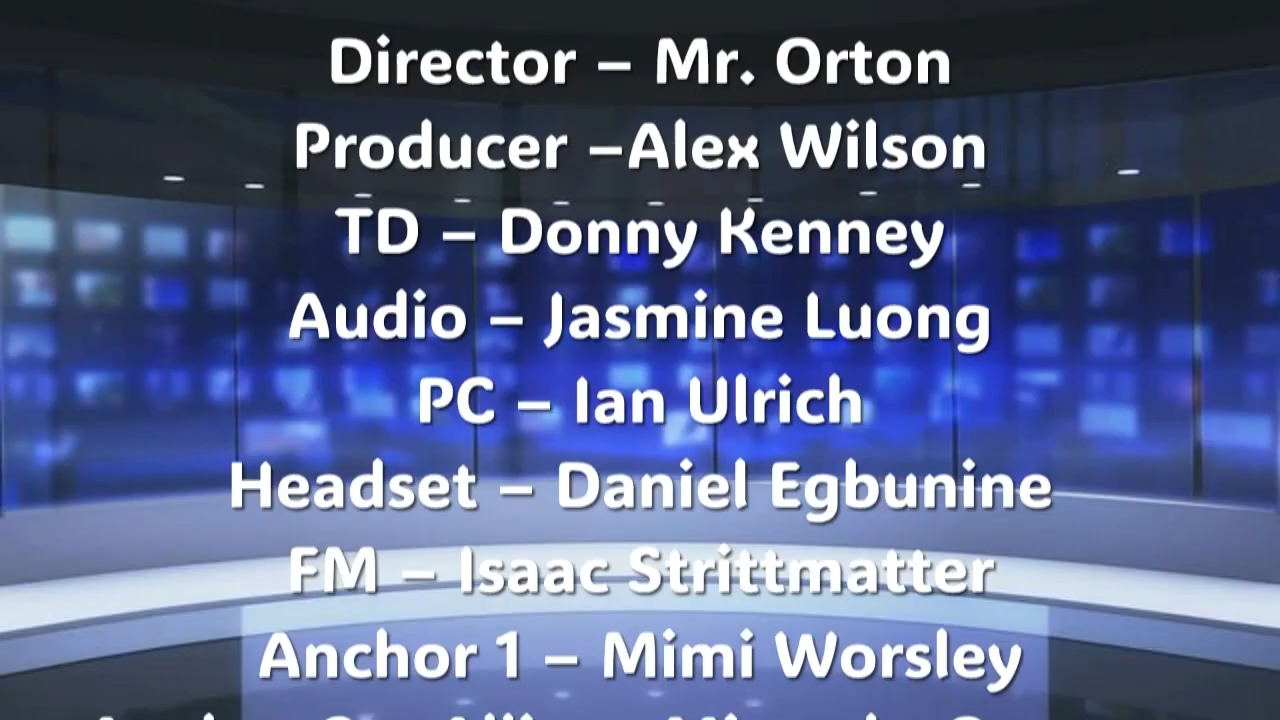 Director – Mr. Orton
Producer –Alex Wilson
TD – Donny Kenney
Audio – Jasmine Luong
PC – Ian Ulrich
Headset – Daniel Egbunine
FM – Isaac Strittmatter
Anchor 1 – Mimi Worsley